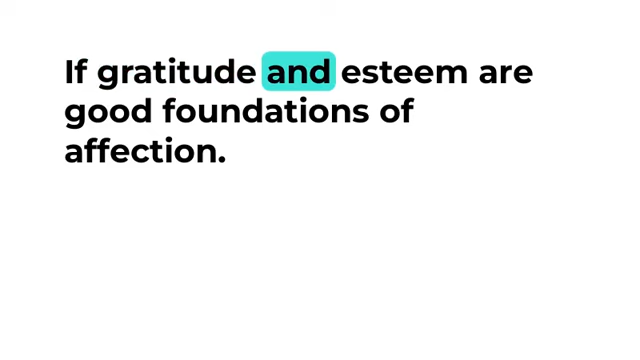 If gratitude and esteem are
good foundations of
affection.